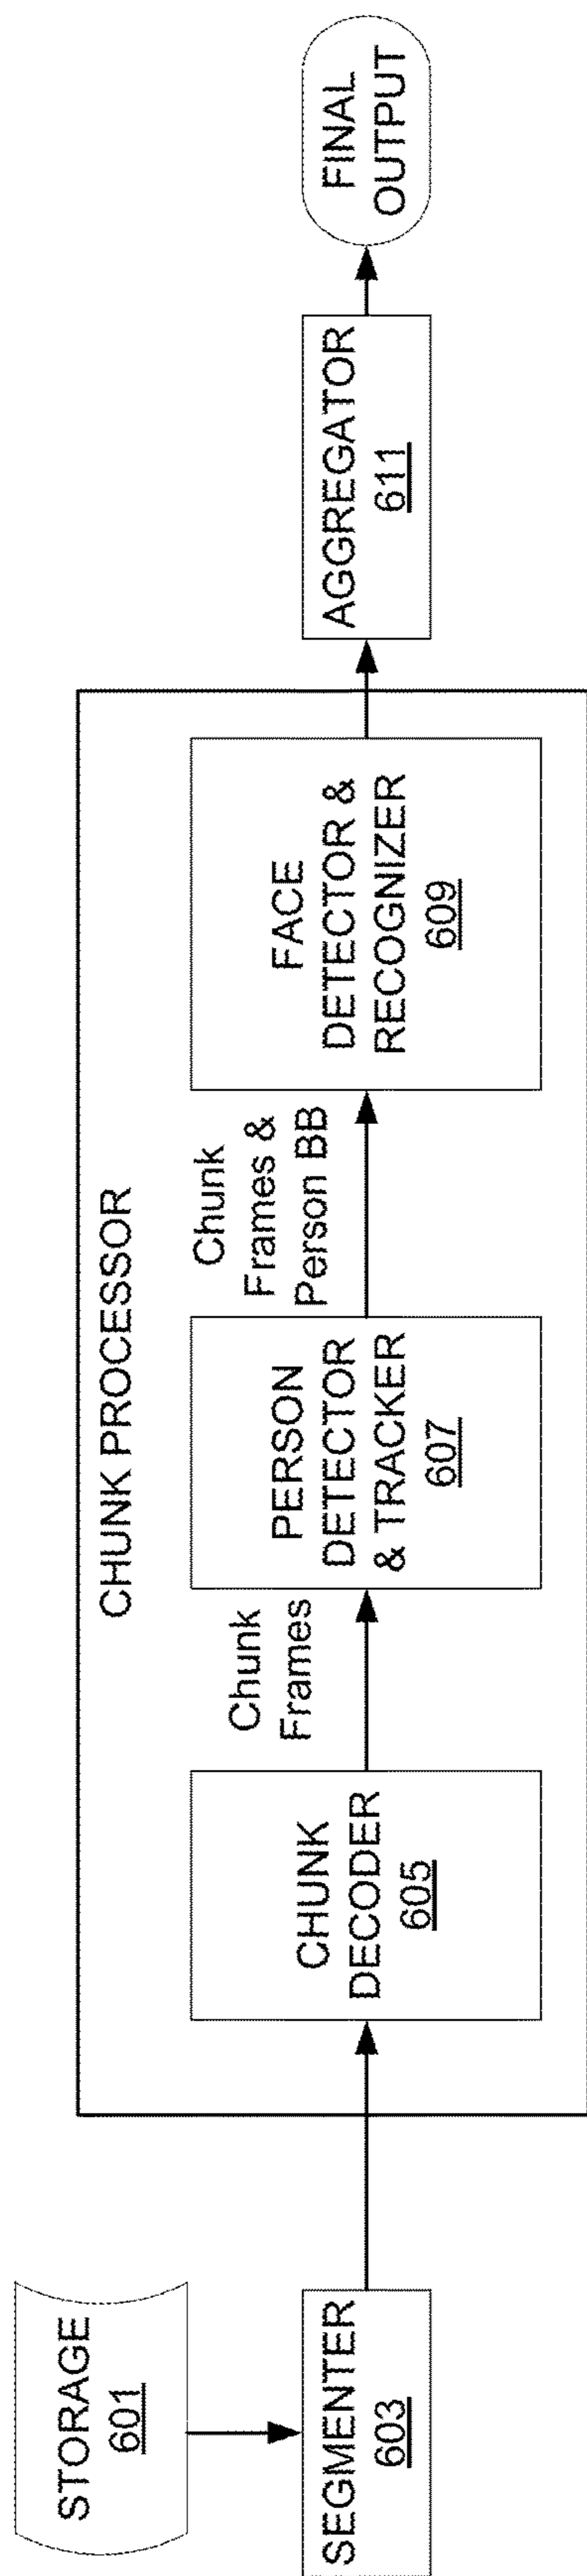 STORAGE
601
SEGMENTER
603
CHUNK PROCESSOR
CHUNK
DECODER
605
Chunk
Frames
PERSON
DETECTOR
& TRACKER
607
Chunk
Frames &
Person BB
FACE
DETECTOR &
RECOGNIZER
609
AGGREGATOR
611
FINAL
OUTPUT